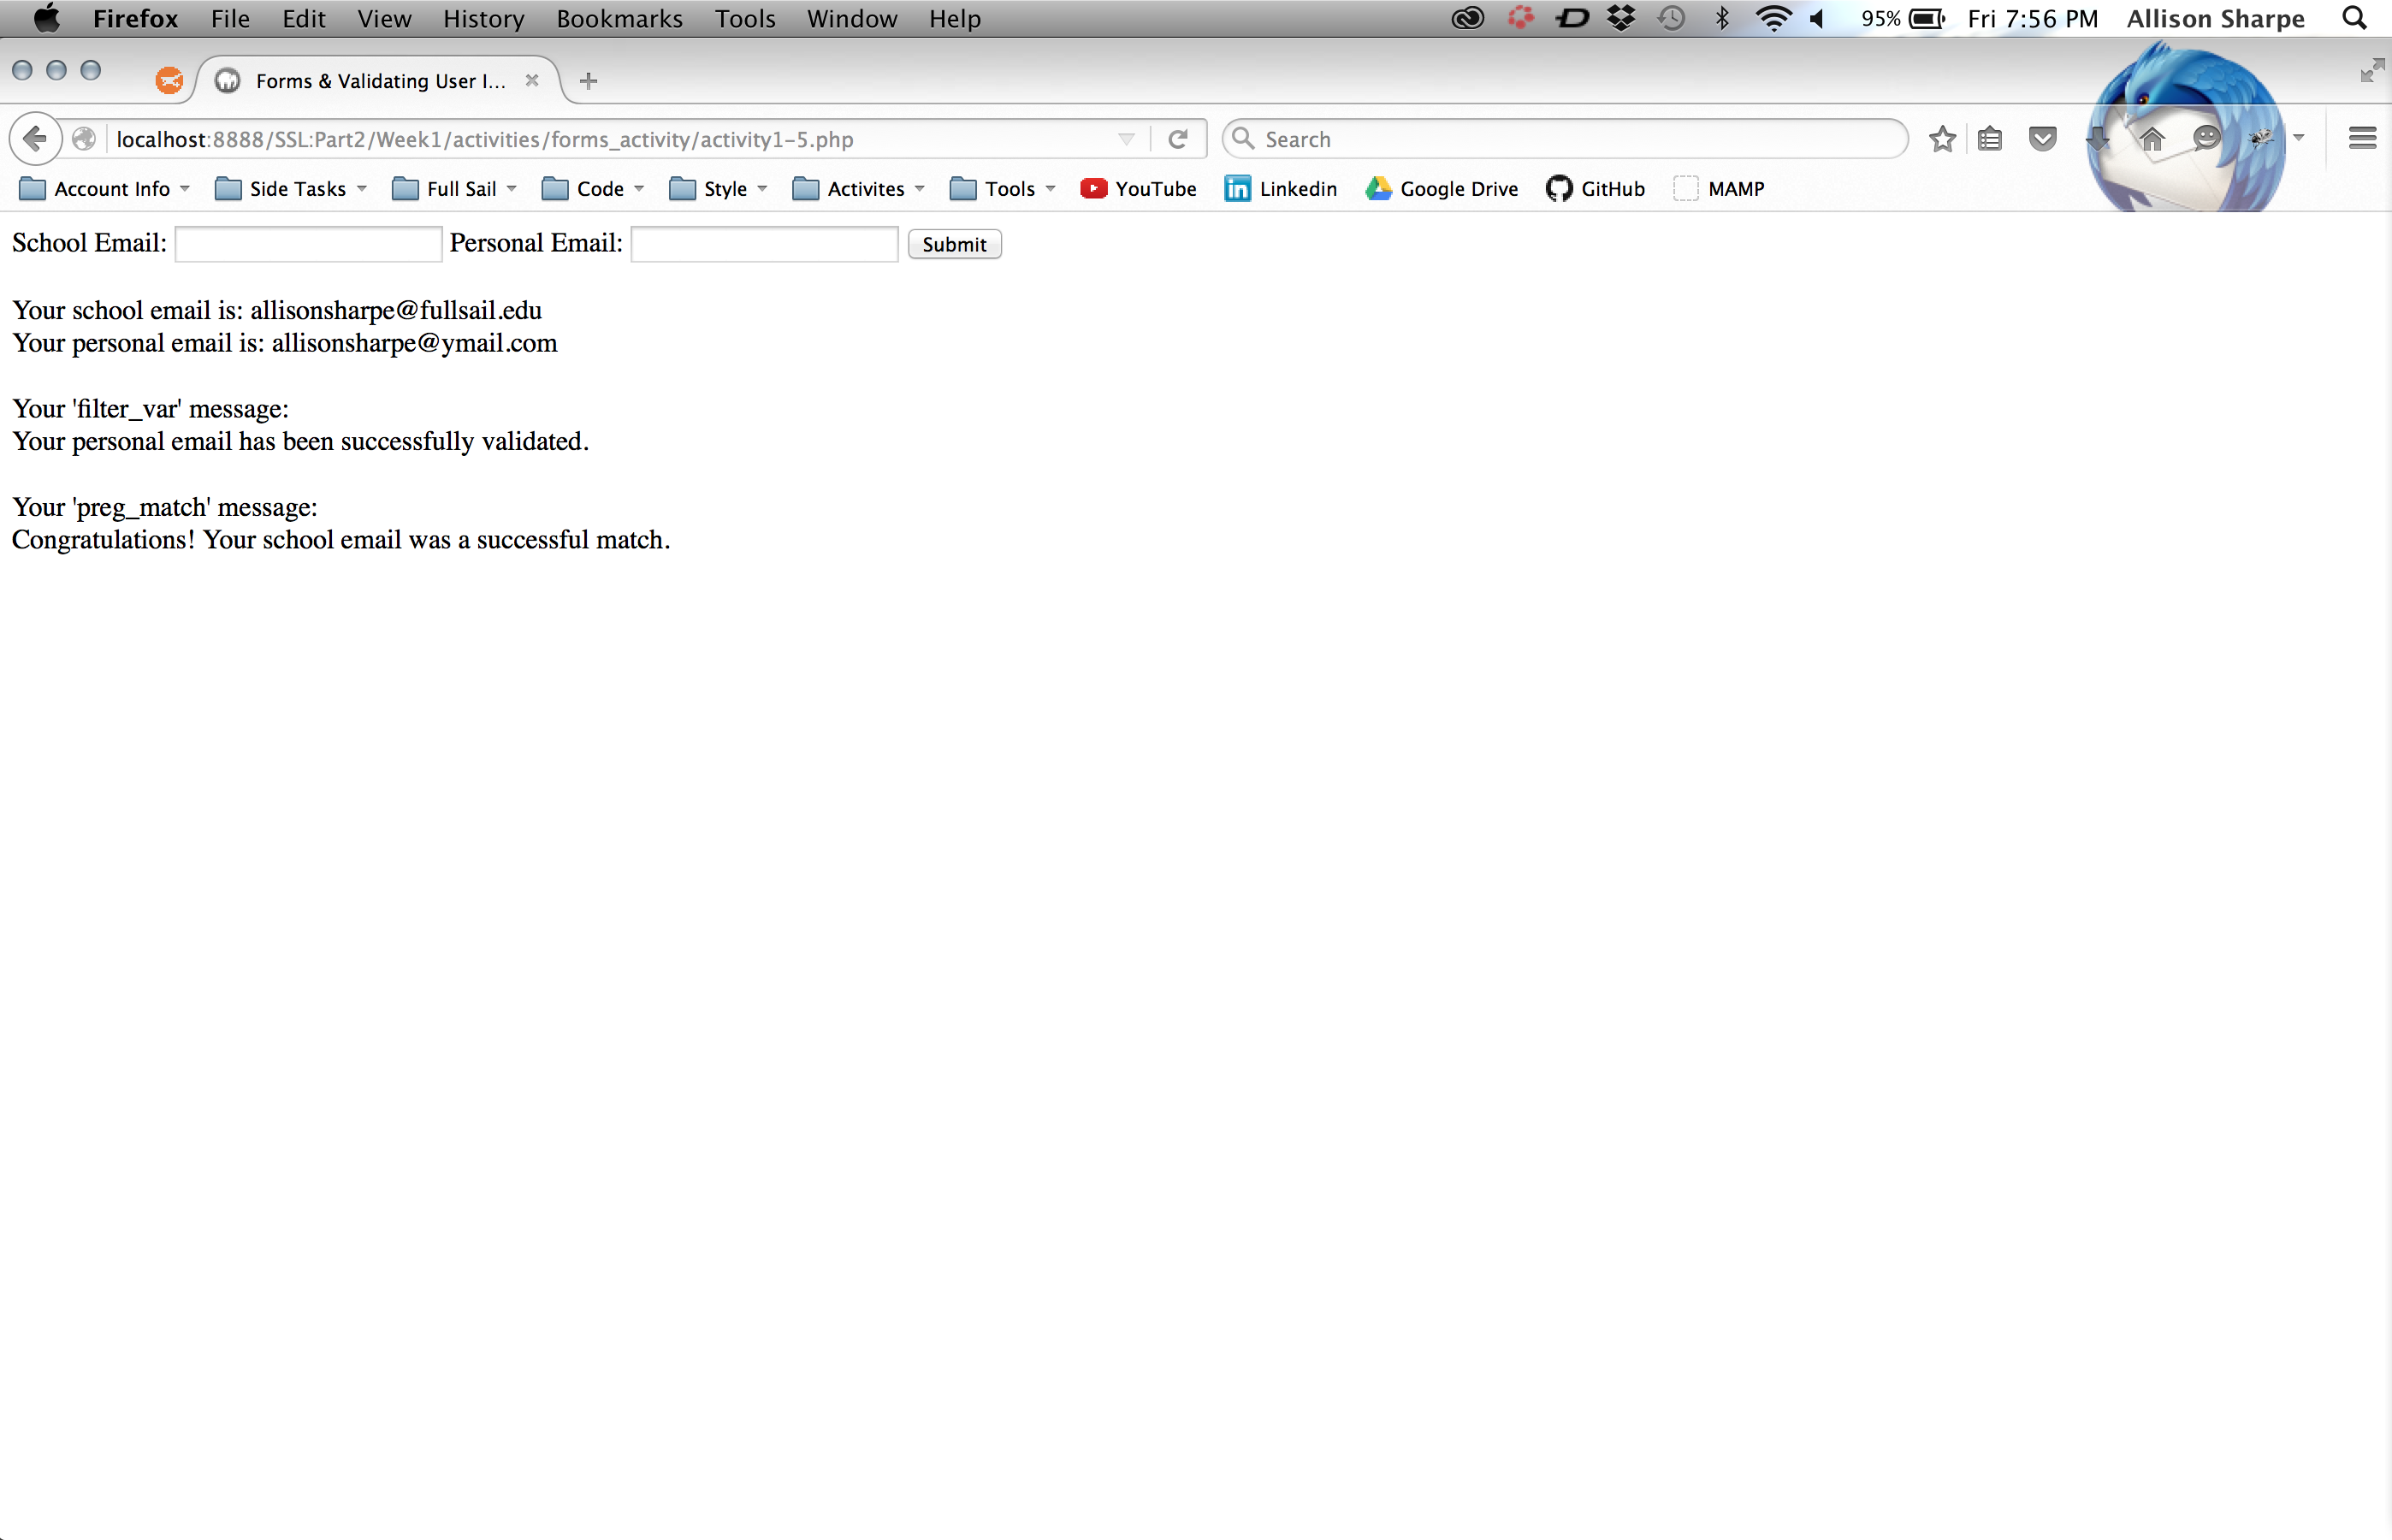 Firefox File Edit View History Bookmarks Tools Window Help 95% Fri 7:56 PM Allison Sharpe
Forms & Validating User I...
localhost:8888/SSL:Part2/Week1/activities/forms_activity/activity1-5.php Search
Account Info Side Tasks Full Sail Code Style Activites Tools YouTube Linkedin Google Drive GitHub MAMP
School Email: Personal Email: Submit
Your school email is: allisonsharpe@fullsail.edu
Your personal email is: allisonsharpe@ymail.com
Your 'filter_var' message:
Your personal email has been successfully validated.
Your 'preg_match' message:
Congratulations! Your school email was a successful match.